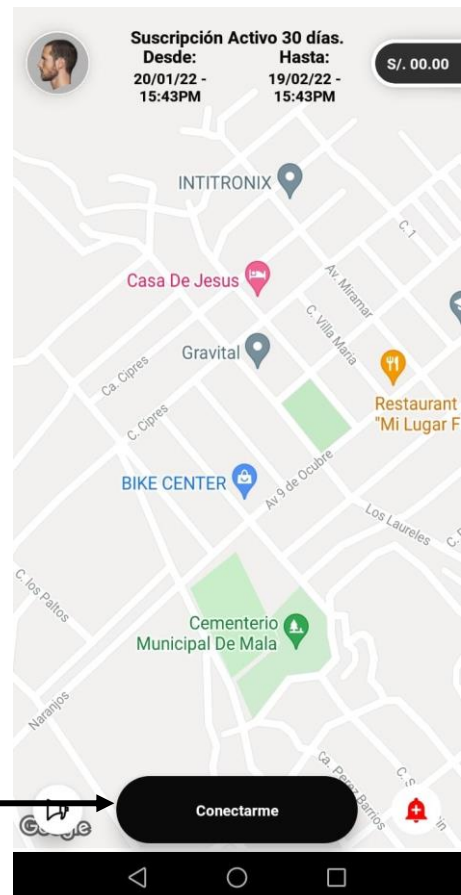 Suscripción Activo 30 días.
Desde: Hasta:
20/01/22 - 19/02/22 -
15:43PM 15:43PM
S/. 00.00
INTITRONIX
C. 1
Casa De Jesus
Av. Miramar
C. Villa Maria
Gravital
Ca. Cipres
C. Cipres
Restaurant
"Mi Lugar F
BIKE CENTER
Av 9 de Ocubre
Los Laureles
C.
C. los Paltos
Cementerio
Municipal De Mala
Naranjos
Ca. Perez Barrios
Conectarme
Google